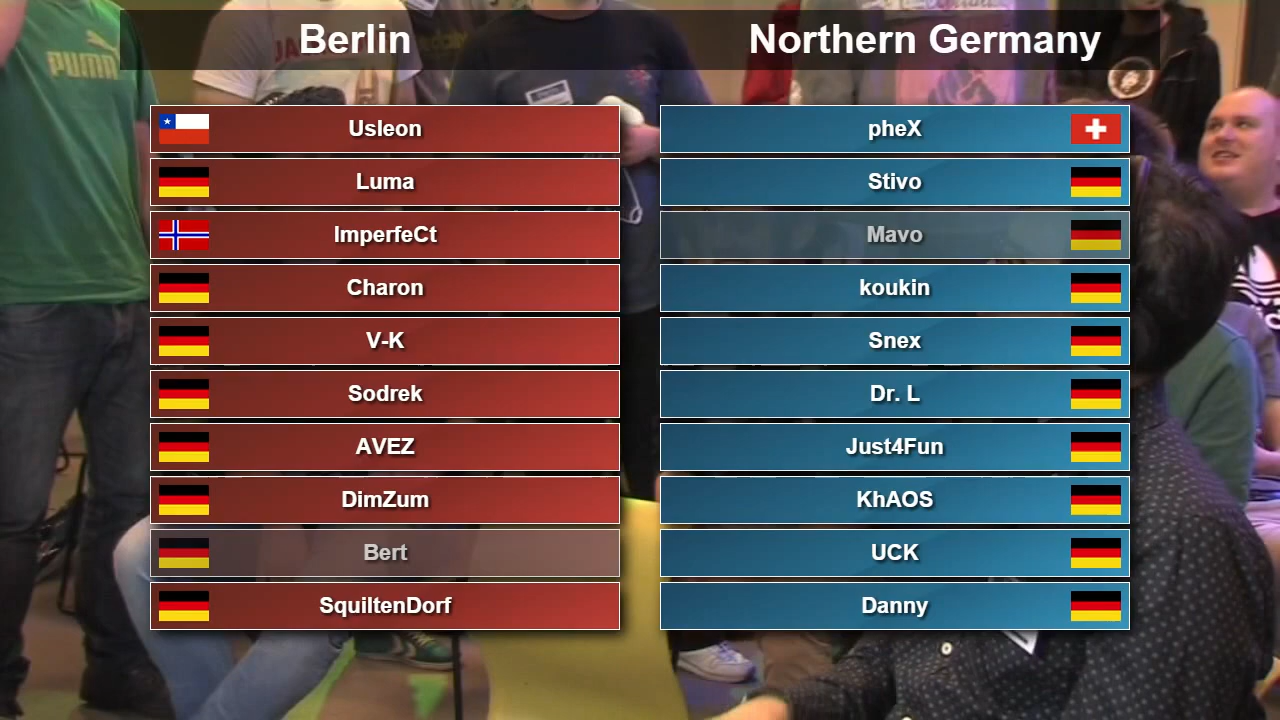 Berlin
Northern Germany
Usleon
pheX
Luma
Stivo
ImperfeCt
Mavo
Charon
koukin
V-K
Snex
Sodrek
Dr. L
AVEZ
Just4Fun
DimZum
KhAOS
Bert
UCK
SquiltenDorf
Danny
PUMA